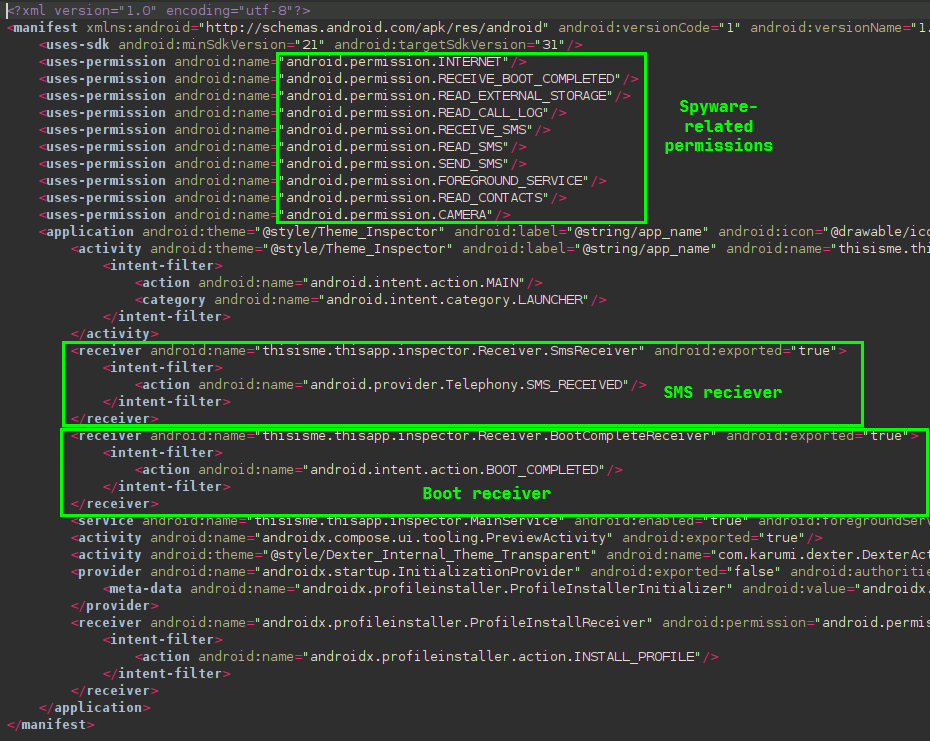 <?xml version="1.0" encoding="utf-8"?>
<manifest xmlns:android="http://schemas.android.com/apk/res/android" android:versionCode="1" android:versionName="1.
<uses-sdk android:minSdkVersion="21" android:targetSdkVersion="31"/>
<uses-permission android:name="android.permission.INTERNET"/>
<uses-permission android:name="android.permission.RECEIVE_BOOT_COMPLETED"/>
<uses-permission android:name="android.permission.READ_EXTERNAL_STORAGE"/>
<uses-permission android:name="android.permission.READ_CALL_LOG"/>
<uses-permission android:name="android.permission.RECEIVE_SMS"/>
<uses-permission android:name="android.permission.READ_SMS"/>
<uses-permission android:name="android.permission.SEND_SMS"/>
<uses-permission android:name="android.permission.FOREGROUND_SERVICE"/>
<uses-permission android:name="android.permission.READ_CONTACTS"/>
<uses-permission android:name="android.permission.CAMERA"/>
Spyware-
related
permissions
<application android:theme="@style/Theme_Inspector" android:label="@string/app_name" android:icon="@drawable/ico
<activity android:theme="@style/Theme_Inspector" android:label="@string/app_name" android:name="thisisme.thi
<intent-filter>
<action android:name="android.intent.action.MAIN"/>
<category android:name="android.intent.category.LAUNCHER"/>
</intent-filter>
</activity>
<receiver android:name="thisisme.thisapp.inspector.Receiver.SmsReceiver" android:exported="true">
<intent-filter>
<action android:name="android.provider.Telephony.SMS_RECEIVED"/>
</intent-filter>
</receiver>
SMS reciever
<receiver android:name="thisisme.thisapp.inspector.Receiver.BootCompleteReceiver" android:exported="true">
<intent-filter>
<action android:name="android.intent.action.BOOT_COMPLETED"/>
</intent-filter>
</receiver>
Boot receiver
<service android:name="thisisme.thisapp.inspector.MainService" android:enabled="true" android:foregroundServ
<activity android:name="androidx.compose.ui.tooling.PreviewActivity" android:exported="true"/>
<activity android:theme="@style/Dexter_Internal_Theme_Transparent" android:name="com.karumi.dexter.DexterAct
<provider android:name="androidx.startup.InitializationProvider" android:exported="false" android:authoritie
<meta-data android:name="androidx.profileinstaller.ProfileInstallerInitializer" android:value="androidx.
</provider>
<receiver android:name="androidx.profileinstaller.ProfileInstallReceiver" android:permission="android.permis
<intent-filter>
<action android:name="androidx.profileinstaller.action.INSTALL_PROFILE"/>
</intent-filter>
</receiver>
</application>
</manifest>